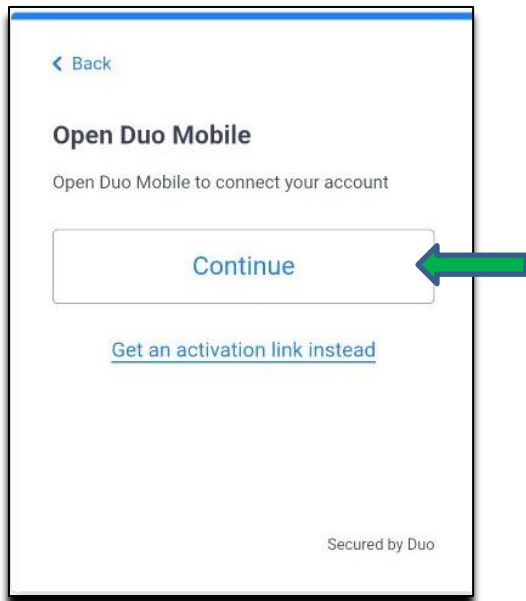 Back
Open Duo Mobile
Open Duo Mobile to connect your account
Continue
Get an activation link instead
Secured by Duo